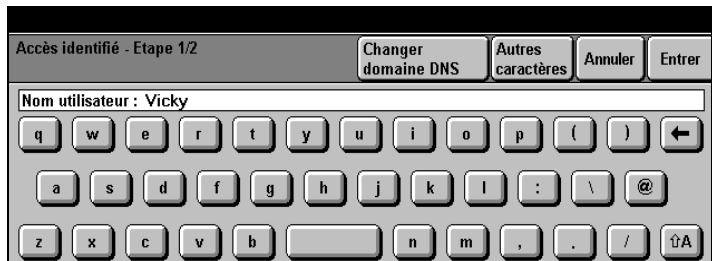 Accès identifié - Etape 1/2
Changer domaine DNS
Autres caractères
Annuler
Entrer
Nom utilisateur : Vicky
q w e r t y u i o p ( ) ←
a s d f g h j k l : \ @
z x c v b n m , . / ⇧A